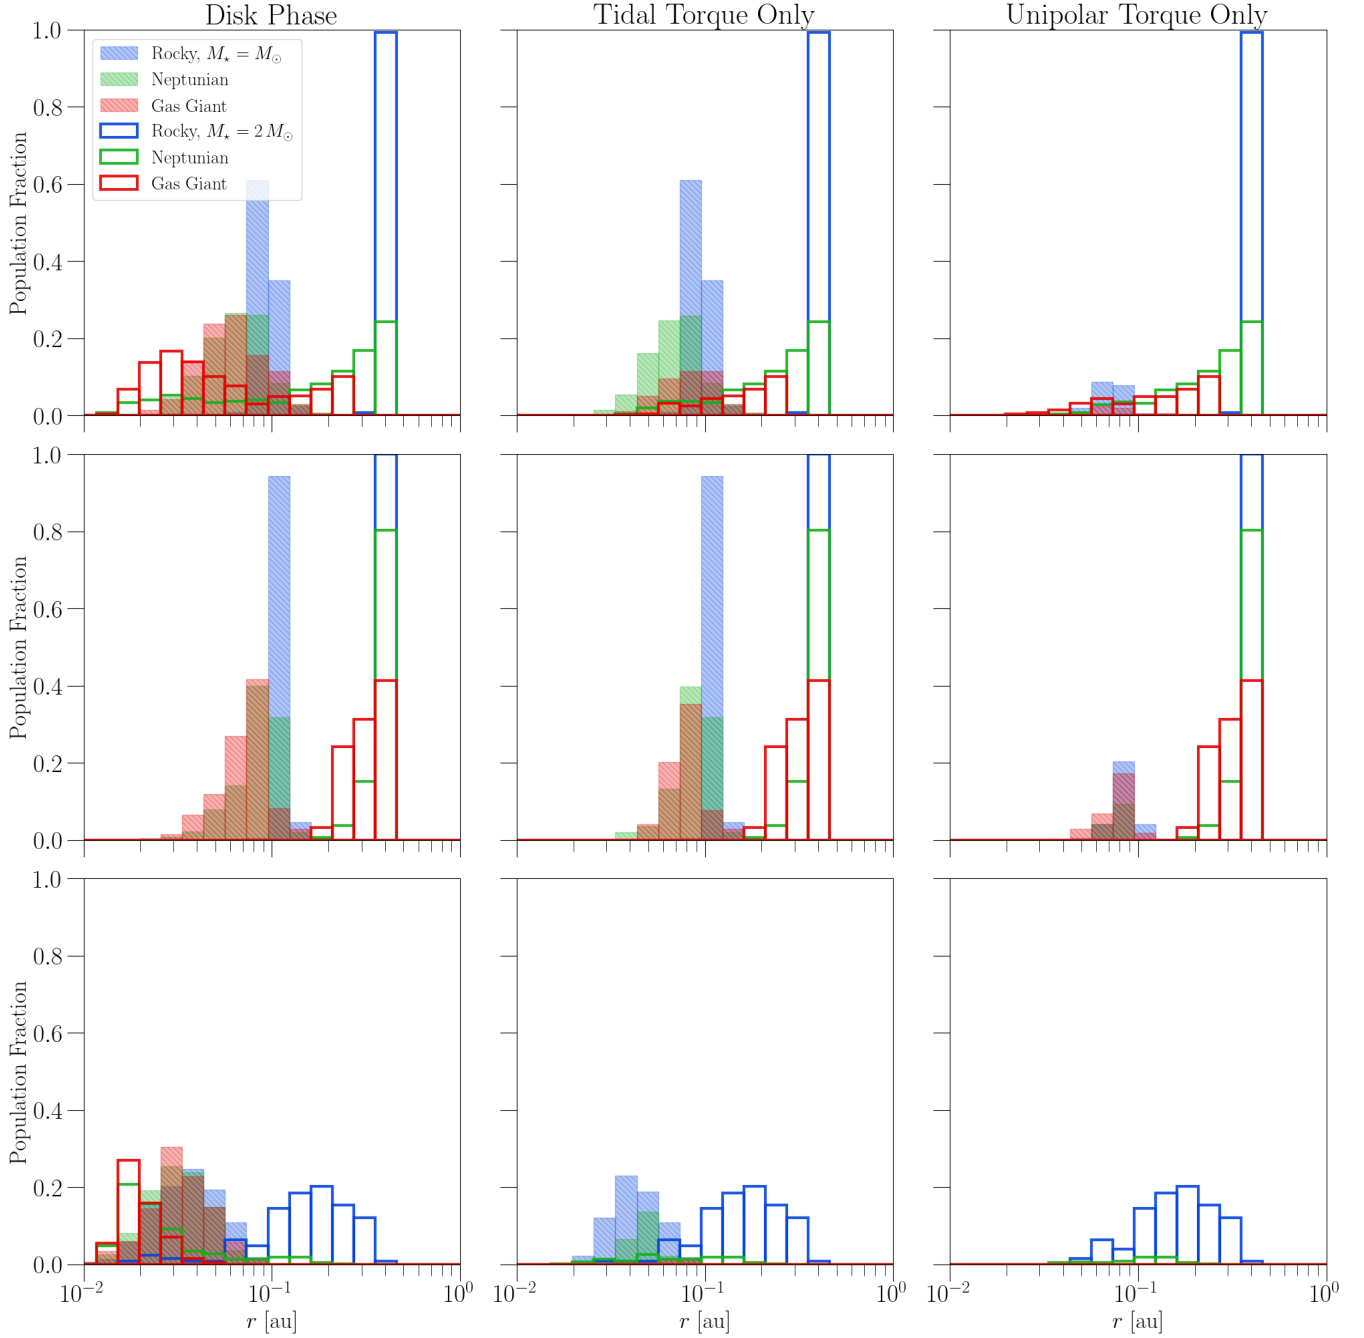 Disk Phase
Tidal Torque Only
Unipolar Torque Only
Rocky, M⋆ = M⊙
Neptunian
Gas Giant
Rocky, M⋆ = 2 M⊙
Neptunian
Gas Giant
Population Fraction
1.0
0.8
0.6
0.4
0.2
0.0
Population Fraction
1.0
0.8
0.6
0.4
0.2
0.0
Population Fraction
1.0
0.8
0.6
0.4
0.2
0.0
10⁻² 10⁻¹ 10⁰
10⁻² 10⁻¹ 10⁰
10⁻² 10⁻¹ 10⁰
r [au]
r [au]
r [au]